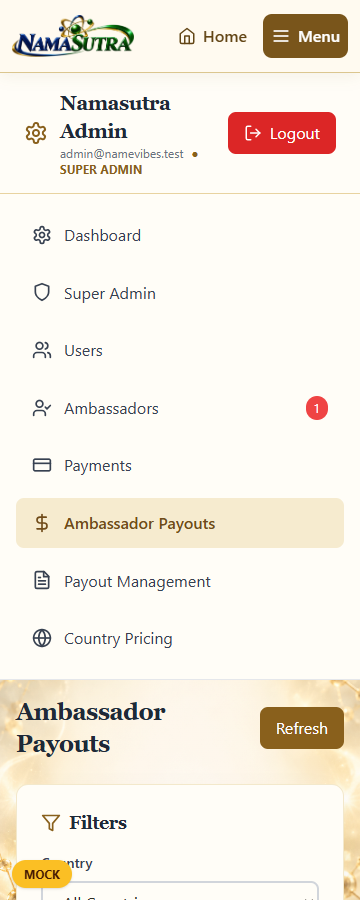 NAMASUTRA
Home
Menu
Namasutra
Admin
admin@namevibes.test •
SUPER ADMIN
Logout
Dashboard
Super Admin
Users
Ambassadors
1
Payments
Ambassador Payouts
Payout Management
Country Pricing
Ambassador
Payouts
Refresh
Filters
MOCK